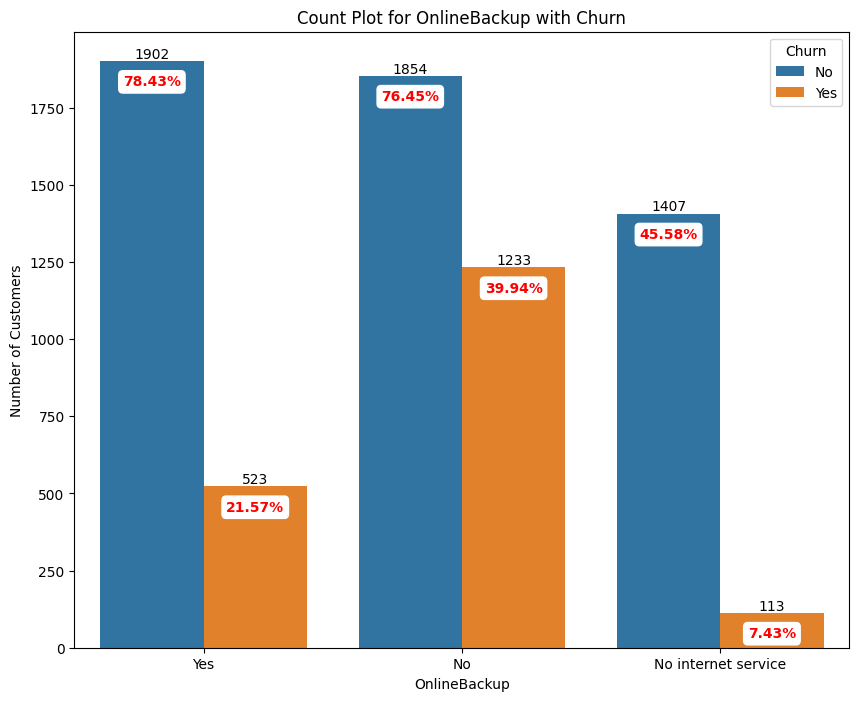 Count Plot for OnlineBackup with Churn
Churn
No
Yes
1902
78.43%
523
21.57%
1854
76.45%
1233
39.94%
1407
45.58%
113
7.43%
Number of Customers
1750
1500
1250
1000
750
500
250
0
Yes
No
No internet service
OnlineBackup